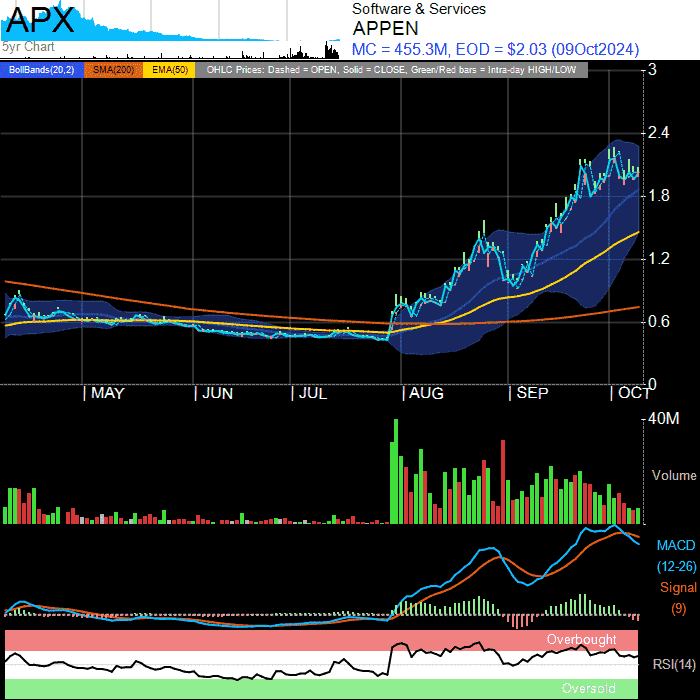 APX
5yr Chart
Software & Services
APPEN
MC = 455.3M, EOD = $2.03 (09Oct2024)
BollBands(20,2) SMA(200) EMA(50) OHLC Prices: Dashed = OPEN, Solid = CLOSE, Green/Red bars = Intra-day HIGH/LOW
3
2.4
1.8
1.2
0.6
0
MAY JUN JUL AUG SEP OCT
40M
Volume
MACD
(12-26)
Signal
(9)
Overbought
RSI(14)
Oversold